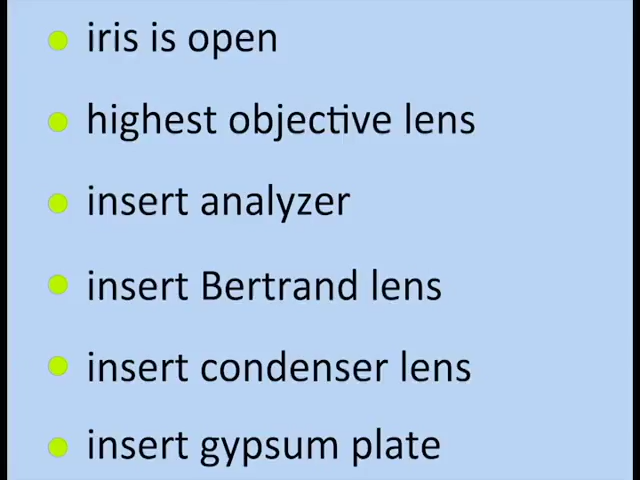 iris is open
highest objective lens
insert analyzer
insert Bertrand lens
insert condenser lens
insert gypsum plate